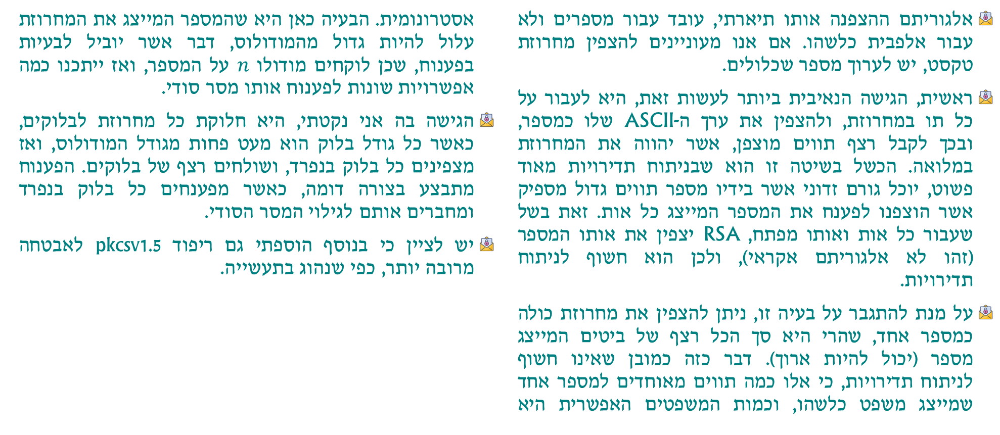 אלגוריתם ההצפנה אותו תיארתי, עובד עבור מספרים ולא
עבור אלפבית כלשהו. אם אנו מעוניינים להצפין מחרוזת
טקסט, יש לערוך מספר שכלולים.
ראשית, הגישה הנאיבית ביותר לעשות זאת, היא לעבור על
כל תו במחרוזת, ולהצפין את ערך ה-ASCII שלו כמספר,
ובכך לקבל רצף תווים מוצפן, אשר יהווה את המחרוזת
במלואה. הכשל בשיטה זו הוא שבניתוח תדירויות מאוד
פשוט, יוכל גורם זדוני אשר בידיו מספר תווים גדול מספיק
אשר הוצפנו לפענח את המספר המייצג כל אות. זאת בשל
שעבור כל אות ואותו מפתח, RSA יצפין את אותו המספר
(זהו לא אלגוריתם אקראי), ולכן הוא חשוף לניתוח
תדירויות.
על מנת להתגבר על בעיה זו, ניתן להצפין את מחרוזת כולה
כמספר אחד, שהרי היא סך הכל רצף של ביטים המייצג
מספר (יכול להיות ארוך). דבר כזה כמובן שאינו חשוף
לניתוח תדירויות, כי אלו כמה תווים מאוחדים למספר אחד
שמייצג משפט כלשהו, וכמות המשפטים האפשרית היא
אסטרונומית. הבעיה כאן היא שהמספר המייצג את המחרוזת
עלול להיות גדול מהמודולוס, דבר אשר יוביל לבעיות
בפענוח, שכן לוקחים מודולו n על המספר, ואז ייתכנו כמה
אפשרויות שונות לפענוח אותו מסר סודי.
הגישה בה אני נקטתי, היא חלוקת כל מחרוזת לבלוקים,
כאשר כל גודל בלוק הוא מעט פחות מגודל המודולוס, ואז
מצפינים כל בלוק בנפרד, ושולחים רצף של בלוקים. הפענוח
מתבצע בצורה דומה, כאשר מפענחים כל בלוק בנפרד
ומחברים אותם לגילוי המסר הסודי.
יש לציין כי בנוסף הוספתי גם ריפוד pkcsv1.5 לאבטחה
מרובה יותר, כפי שנהוג בתעשייה.